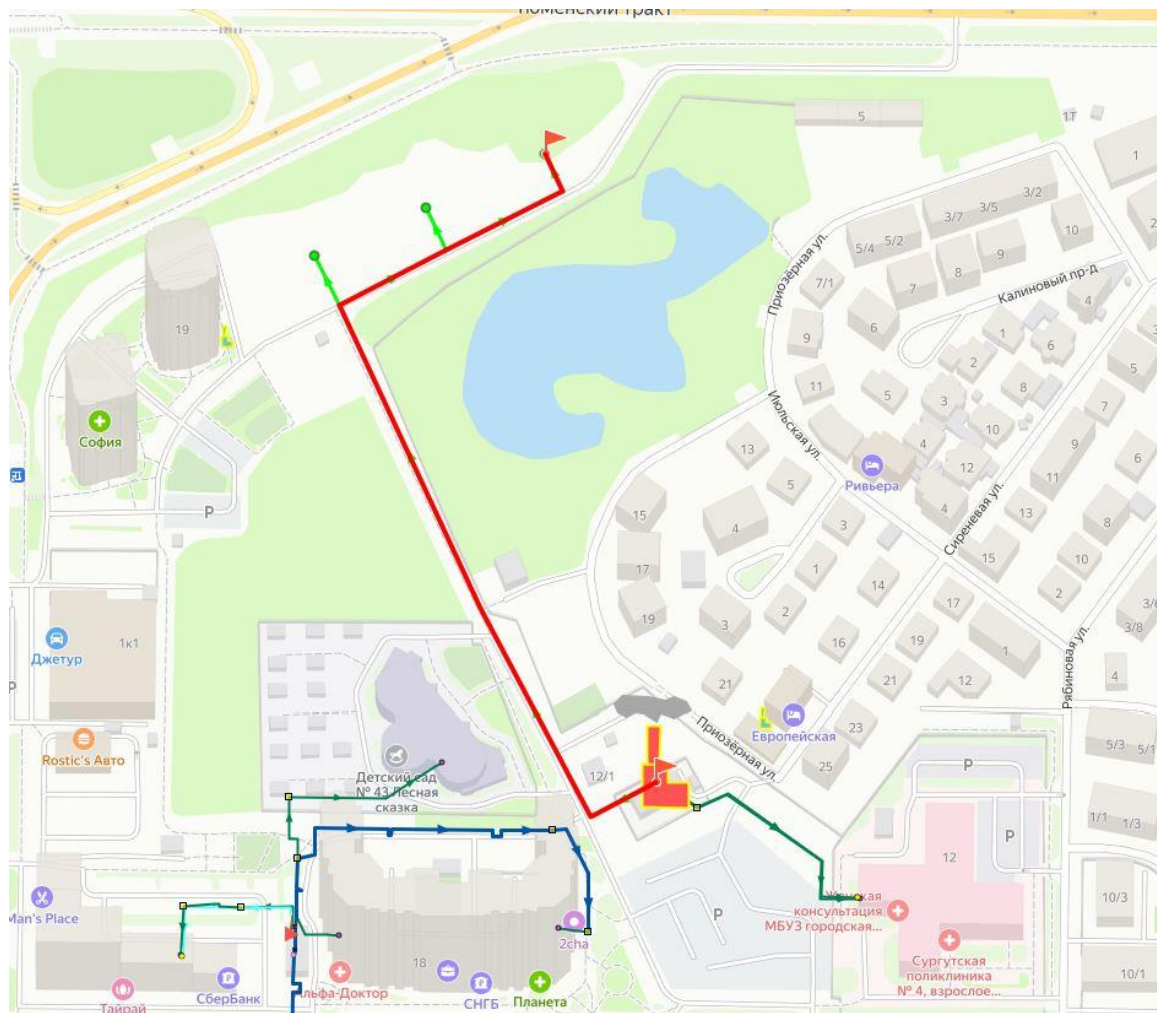 Тюменский тракт
5
1Т
1
3/2
3/5
3/7
10
5/2
5/4
9
8
7
7/1
Приозёрная ул.
Калиновый пр-д
4
6
1
6
9
2
5
19
11
5
3
8
7
София
Июльская ул.
10
4
13
9
12
6
Ривьера
5
11
4
Р
15
4
3
13
8
Сиреневая ул.
15
10
17
1
14
2
19
3
2
17
3/8
1к1
16
19
1
Джетур
21
21
12
4
Рябиновая ул.
Приозёрная ул.
23
Европейская
25
5/3
5/1
Rostic's Авто
Детский сад
№ 43 Лесная
сказка
12/1
Р
Р
1/1
1/3
12
Man's Place
Женская
консультация
МБУЗ городская...
10/3
Р
2cha
18
Сургутская
поликлиника
№ 4, взрослое...
СберБанк
Альфа-Доктор
СНГБ
Планета
Тайрай
10/1